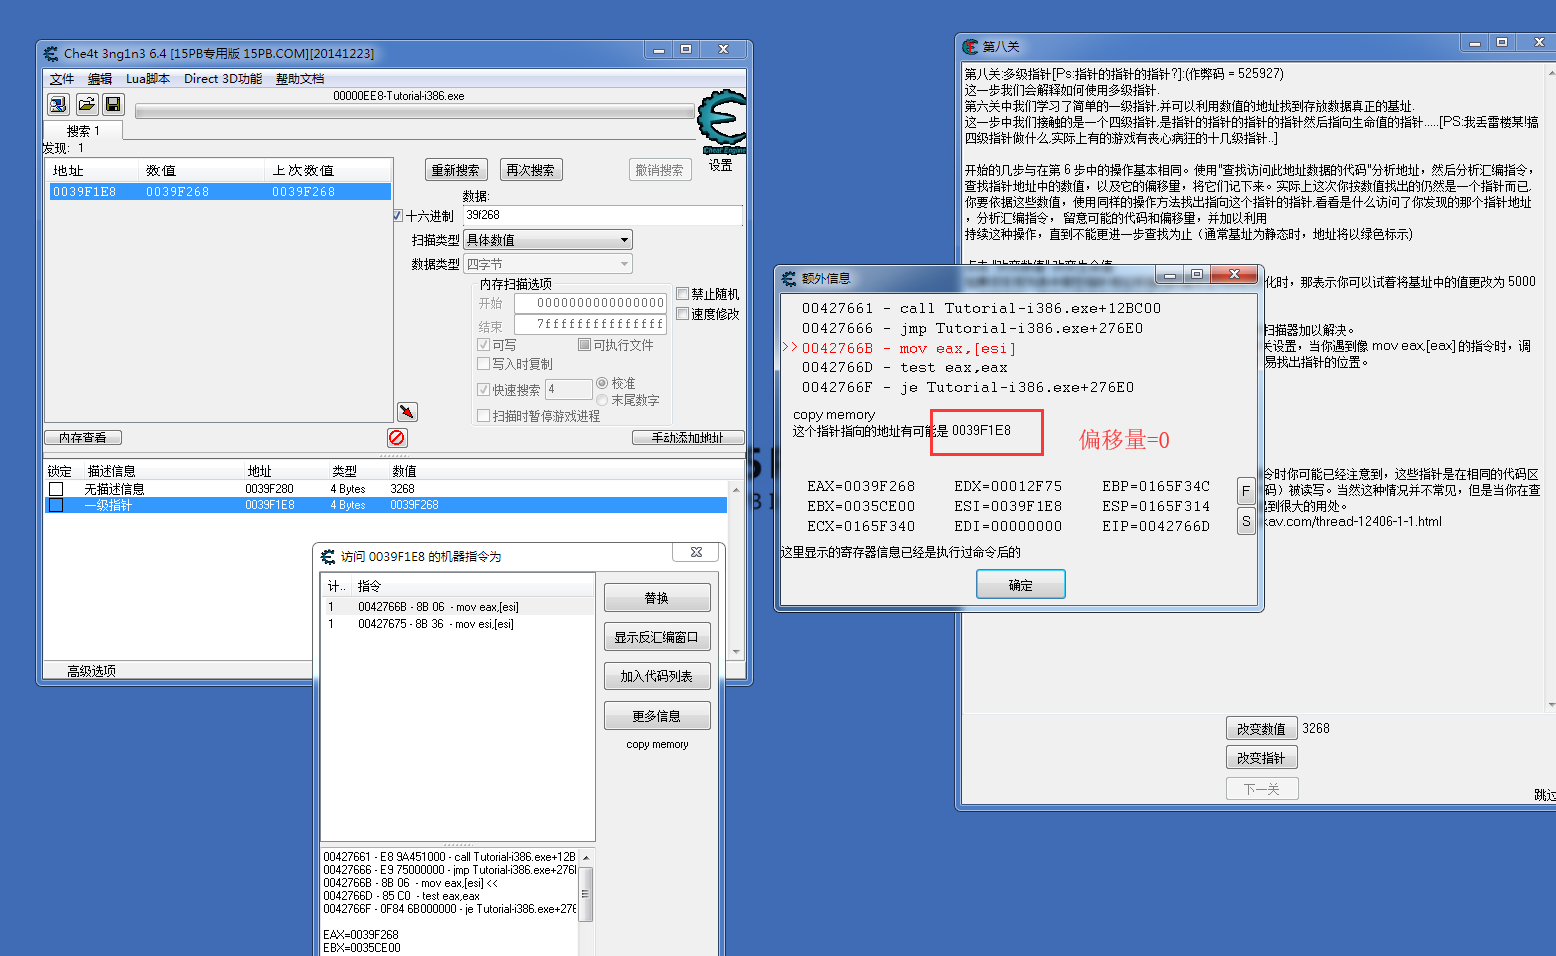 Che4t 3ng1n3 6.4 [15PB专用版 15PB.COM][20141223]
文件 编辑 Lua脚本 Direct 3D功能 帮助文档
00000EE8-Tutorial-i386.exe
搜索 1
发现: 1
地址 数值 上次数值
0039F1E8 0039F268 0039F268
重新搜索 再次搜索 撤销搜索
Cheat Engine
设置
数据:
十六进制 39f268
扫描类型 具体数值
数据类型 四字节
内存扫描选项
开始 0000000000000000
结束 7fffffffffffffff
禁止随机
速度修改
可写 可执行文件
写入时复制
快速搜索 4 校准
末尾数字
扫描时暂停游戏进程
内存查看 手动添加地址
锁定 描述信息 地址 类型 数值
无描述信息 0039F280 4 Bytes 3268
一级指针 0039F1E8 4 Bytes 0039F268
高级选项
访问 0039F1E8 的机器指令为
计.. 指令
1 0042766B - 8B 06 - mov eax,[esi]
1 00427675 - 8B 36 - mov esi,[esi]
替换
显示反汇编窗口
加入代码列表
更多信息
copy memory
00427661 - E8 9A451000 - call Tutorial-i386.exe+12B
00427666 - E9 75000000 - jmp Tutorial-i386.exe+276
0042766B - 8B 06 - mov eax,[esi] <<
0042766D - 85 C0 - test eax,eax
0042766F - 0F84 6B000000 - je Tutorial-i386.exe+276
EAX=0039F268
EBX=0035CE00
第八关
第八关:多级指针[Ps:指针的指针的指针?]:(作弊码 = 525927)
这一步我们会解释如何使用多级指针.
第六关中我们学习了简单的一级指针,并可以利用数值的地址找到存放数据真正的基址.
这一步中我们接触的是一个四级指针.是指针的指针的指针的指针然后指向生命值的指针.....[PS:我丢雷楼某!搞
四级指针做什么,实际上有的游戏有丧心病狂的十几级指针..]
开始的几步与在第 6 步中的操作基本相同。使用"查找访问此地址数据的代码"分析地址，然后分析汇编指令，
查找指针地址中的数值，以及它的偏移量，将它们记下来。实际上这次你按数值找出的仍然是一个指针而已,
你要依据这些数值，使用同样的操作方法找出指向这个指针的指针.看看是什么访问了你发现的那个指针地址
，分析汇编指令， 留意可能的代码和偏移量，并加以利用
持续这种操作，直到不能更进一步查找为止（通常基址为静态时，地址将以绿色标示)
化时，那表示你可以试着将基址中的值更改为 5000
扫描器加以解决。
关设置，当你遇到像 mov eax,[eax] 的指令时，调
易找出指针的位置。
令时你可能已经注意到，这些指针是在相同的代码区
码）被读写。当然这种情况并不常见，但是当你在查
到很大的用处。
kav.com/thread-12406-1-1.html
改变数值 3268
改变指针
下一关
跳过
额外信息
00427661 - call Tutorial-i386.exe+12BC00
00427666 - jmp Tutorial-i386.exe+276E0
>>0042766B - mov eax,[esi]
0042766D - test eax,eax
0042766F - je Tutorial-i386.exe+276E0
copy memory
这个指针指向的地址有可能是 0039F1E8
偏移量=0
EAX=0039F268 EDX=00012F75 EBP=0165F34C
EBX=0035CE00 ESI=0039F1E8 ESP=0165F314
ECX=0165F340 EDI=00000000 EIP=0042766D
F
S
这里显示的寄存器信息已经是执行过命令后的
确定